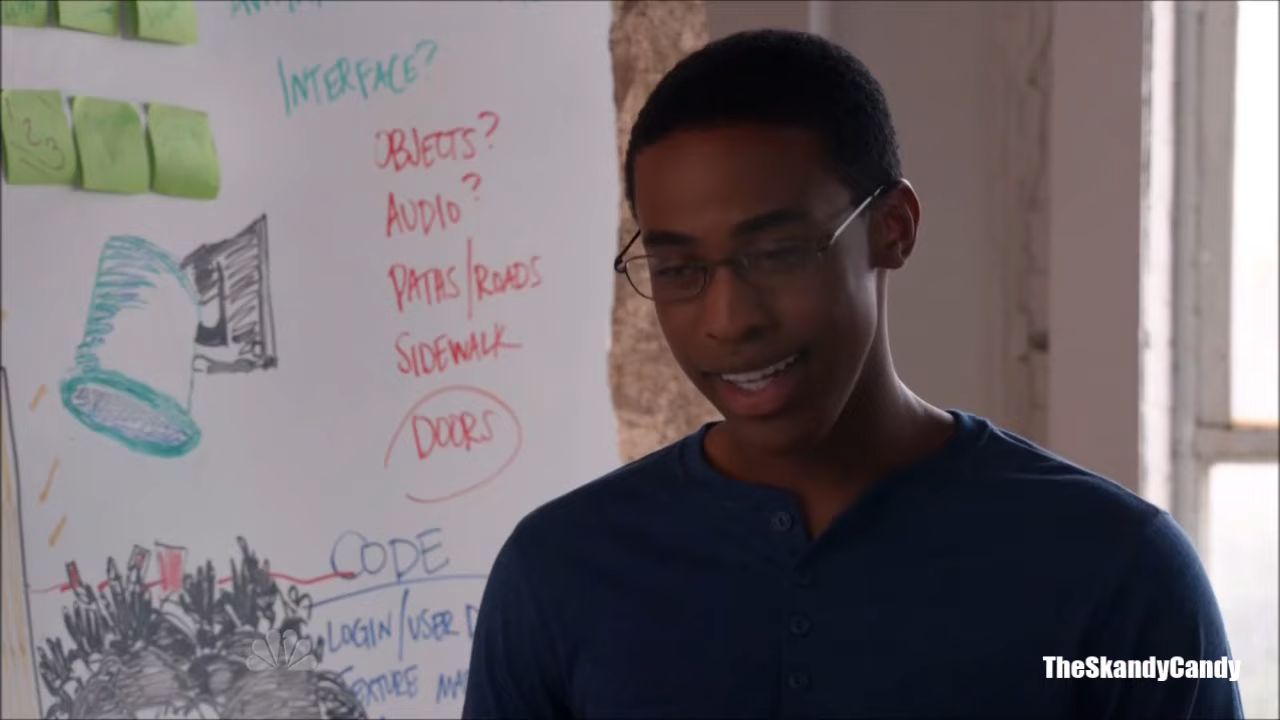 INTERFACE?
OBJECTS?
AUDIO?
PATHS/ROADS
SIDEWALK
DOORS
CODE
LOGIN/USER
TheSkandyCandy